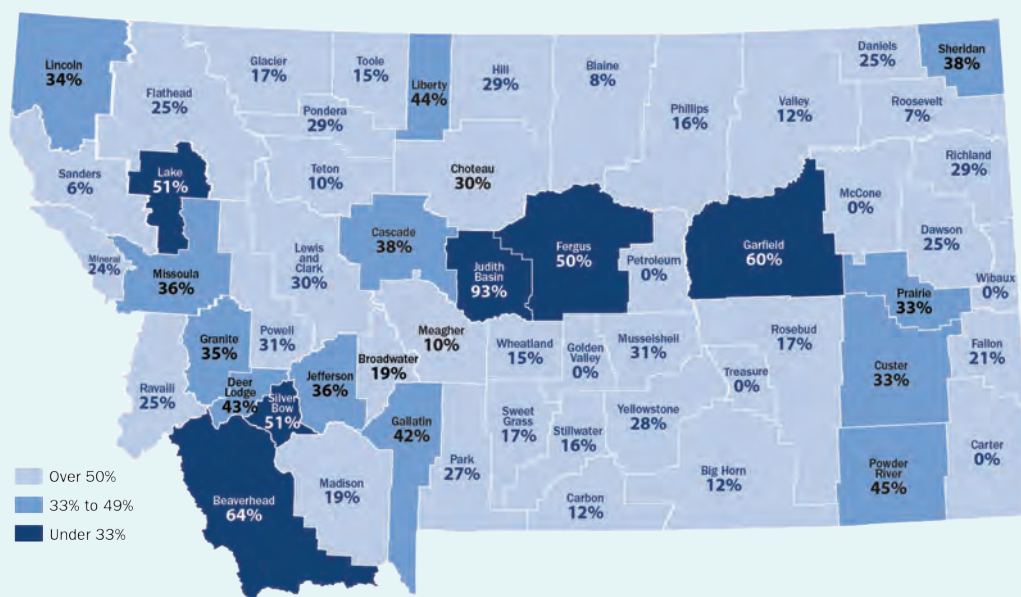 Lincoln
34%
Flathead
25%
Glacier
17%
Toole
15%
Liberty
44%
Hill
29%
Blaine
8%
Phillips
16%
Valley
12%
Daniels
25%
Sheridan
38%
Roosevelt
7%
Pondera
29%
Sanders
6%
Lake
51%
Teton
10%
Choteau
30%
McCone
0%
Richland
29%
Dawson
25%
Mineral
24%
Missoula
36%
Lewis
and
Clark
30%
Cascade
38%
Judith
Basin
93%
Fergus
50%
Petroleum
0%
Garfield
60%
Prairie
33%
Wibaux
0%
Granite
35%
Powell
31%
Meagher
10%
Broadwater
19%
Wheatland
15%
Golden
Valley
0%
Musselshell
31%
Rosebud
17%
Treasure
0%
Custer
33%
Fallon
21%
Ravalli
25%
Deer
Lodge
43%
Silver
Bow
51%
Jefferson
36%
Gallatin
42%
Park
27%
Sweet
Grass
17%
Stillwater
16%
Yellowstone
28%
Big Horn
12%
Powder
River
45%
Carter
0%
Beaverhead
64%
Madison
19%
Carbon
12%
Over 50%
33% to 49%
Under 33%